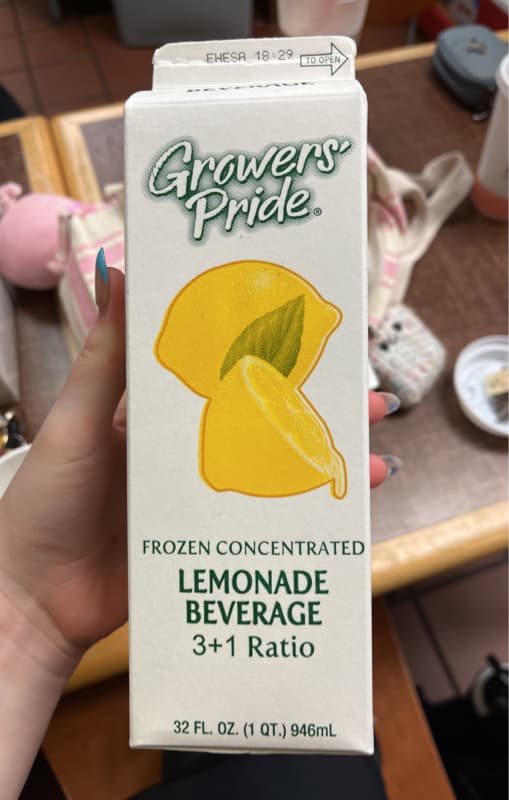 EHESA 18:29
TO OPEN
BEVERAGE
Growers'
Pride®
FROZEN CONCENTRATED
LEMONADE
BEVERAGE
3+1 Ratio
32 FL. OZ. (1 QT.) 946mL